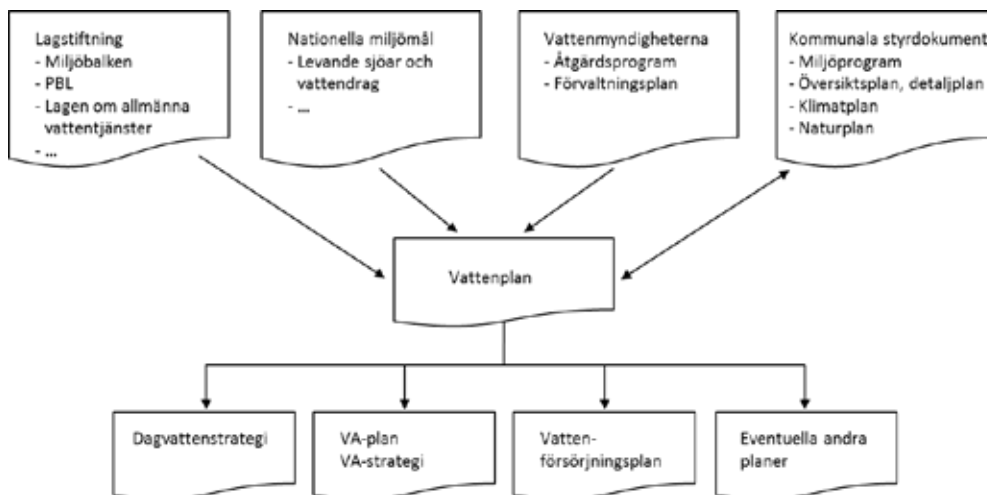 Lagstiftning
- Miljöbalken
- PBL
- Lagen om allmänna
vattentjänster
- ...
Nationella miljömål
- Levande sjöar och
vattendrag
- ...
Vattenmyndigheterna
- Åtgärdsprogram
- Förvaltningsplan
Kommunala styrdokument
- Miljöprogram
- Översiktsplan, detaljplan
- Klimatplan
- Naturplan
Vattenplan
Dagvattenstrategi
VA-plan
VA-strategi
Vatten-
försörjningsplan
Eventuella andra
planer